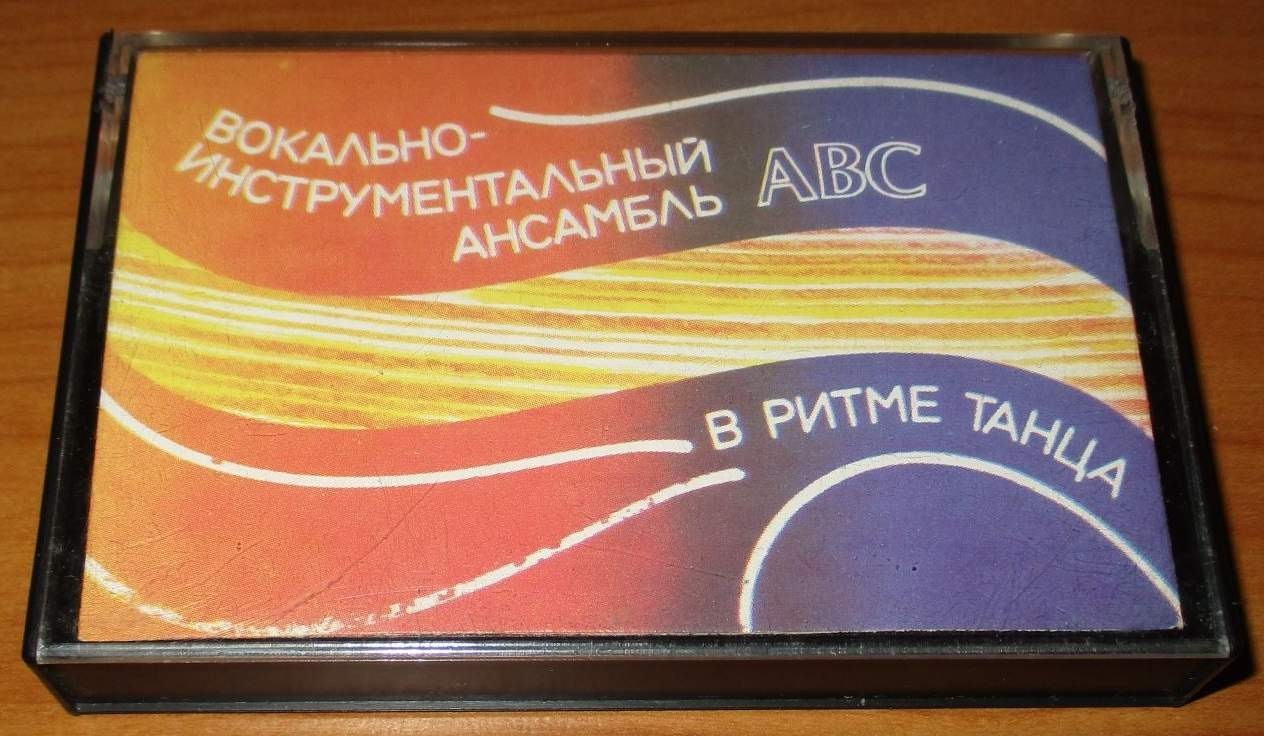 ВОКАЛЬНО-
ИНСТРУМЕНТАЛЬНЫЙ
АНСАМБЛЬ ABC
В РИТМЕ ТАНЦА